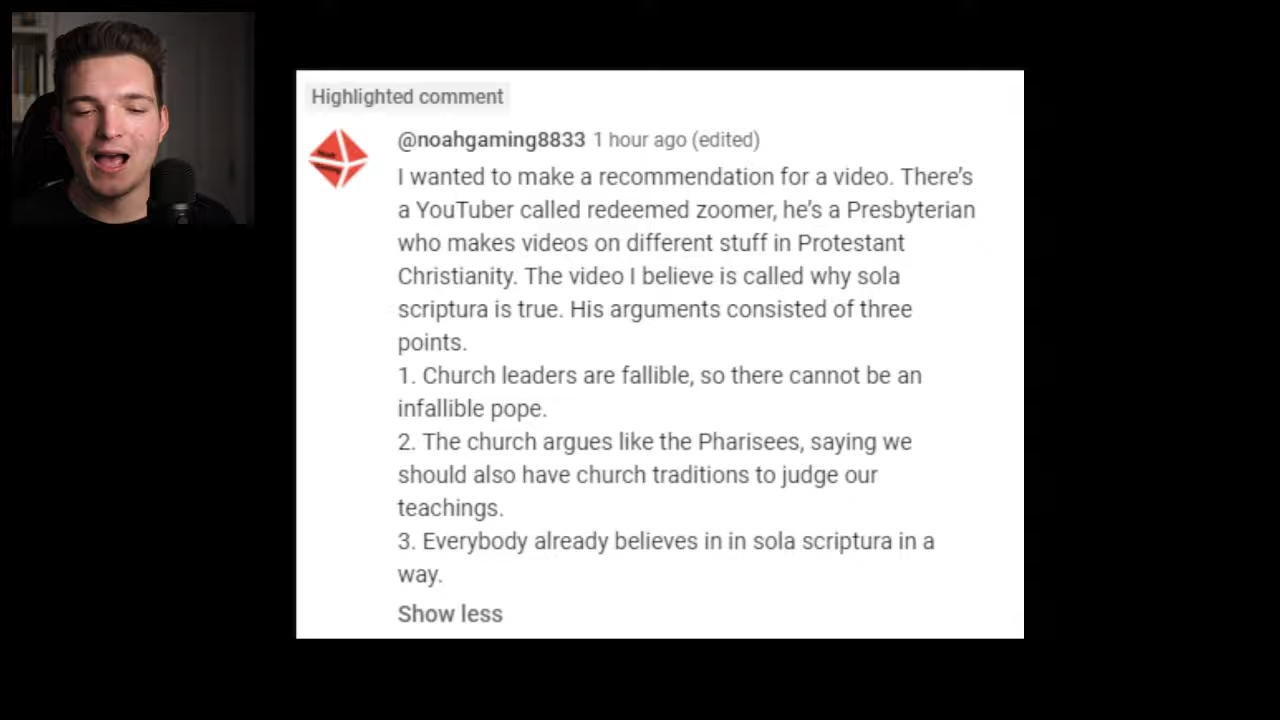 Highlighted comment
@noahgaming8833 1 hour ago (edited)
I wanted to make a recommendation for a video. There's
a YouTuber called redeemed zoomer, he's a Presbyterian
who makes videos on different stuff in Protestant
Christianity. The video I believe is called why sola
scriptura is true. His arguments consisted of three
points.
1. Church leaders are fallible, so there cannot be an
infallible pope.
2. The church argues like the Pharisees, saying we
should also have church traditions to judge our
teachings.
3. Everybody already believes in in sola scriptura in a
way.
Show less